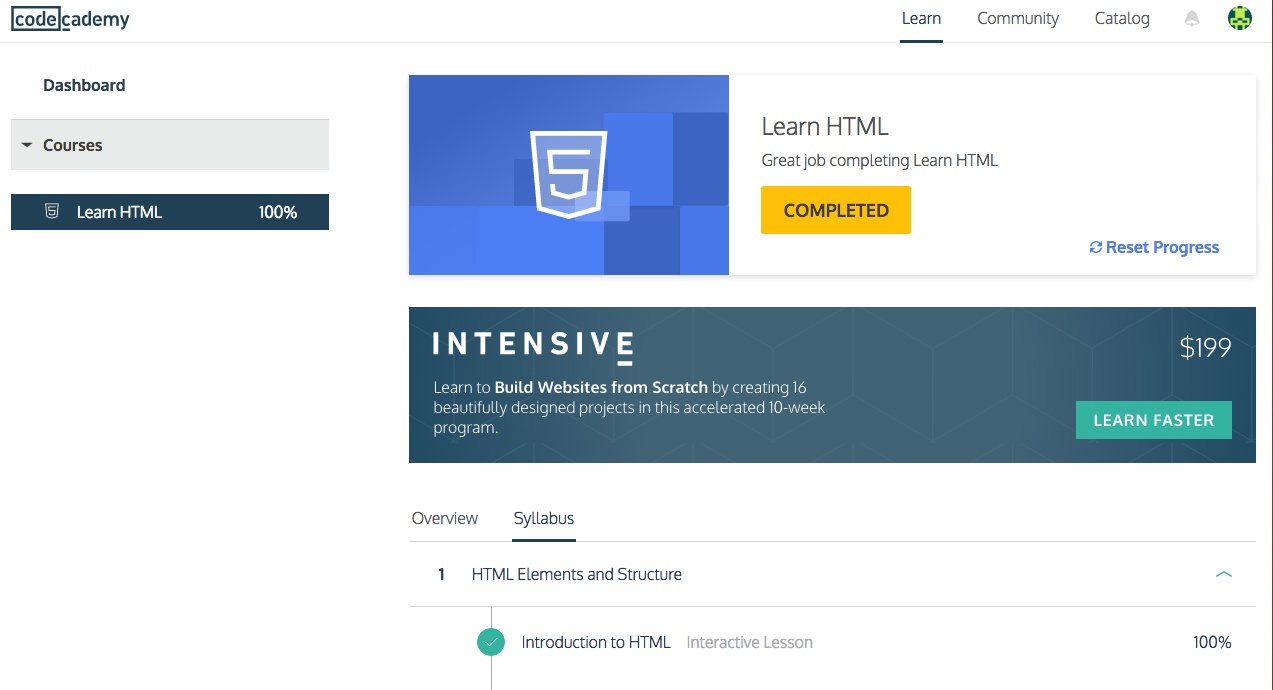 codecademy
Learn Community Catalog
Dashboard
Courses
Learn HTML 100%
5
Learn HTML
Great job completing Learn HTML
COMPLETED
Reset Progress
INTENSIVE
$199
Learn to Build Websites from Scratch by creating 16
beautifully designed projects in this accelerated 10-week
program.
LEARN FASTER
Overview Syllabus
1 HTML Elements and Structure
Introduction to HTML Interactive Lesson 100%